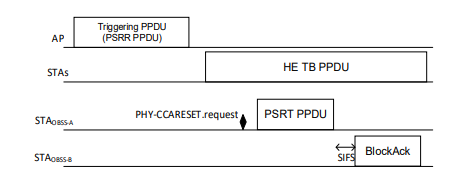 Triggering PPDU
(PSRR PPDU)
AP
HE TB PPDU
STAs
PHY-CCARESET.request
PSRT PPDU
STAOBSS-A
SIFS
BlockAck
STAOBSS-B